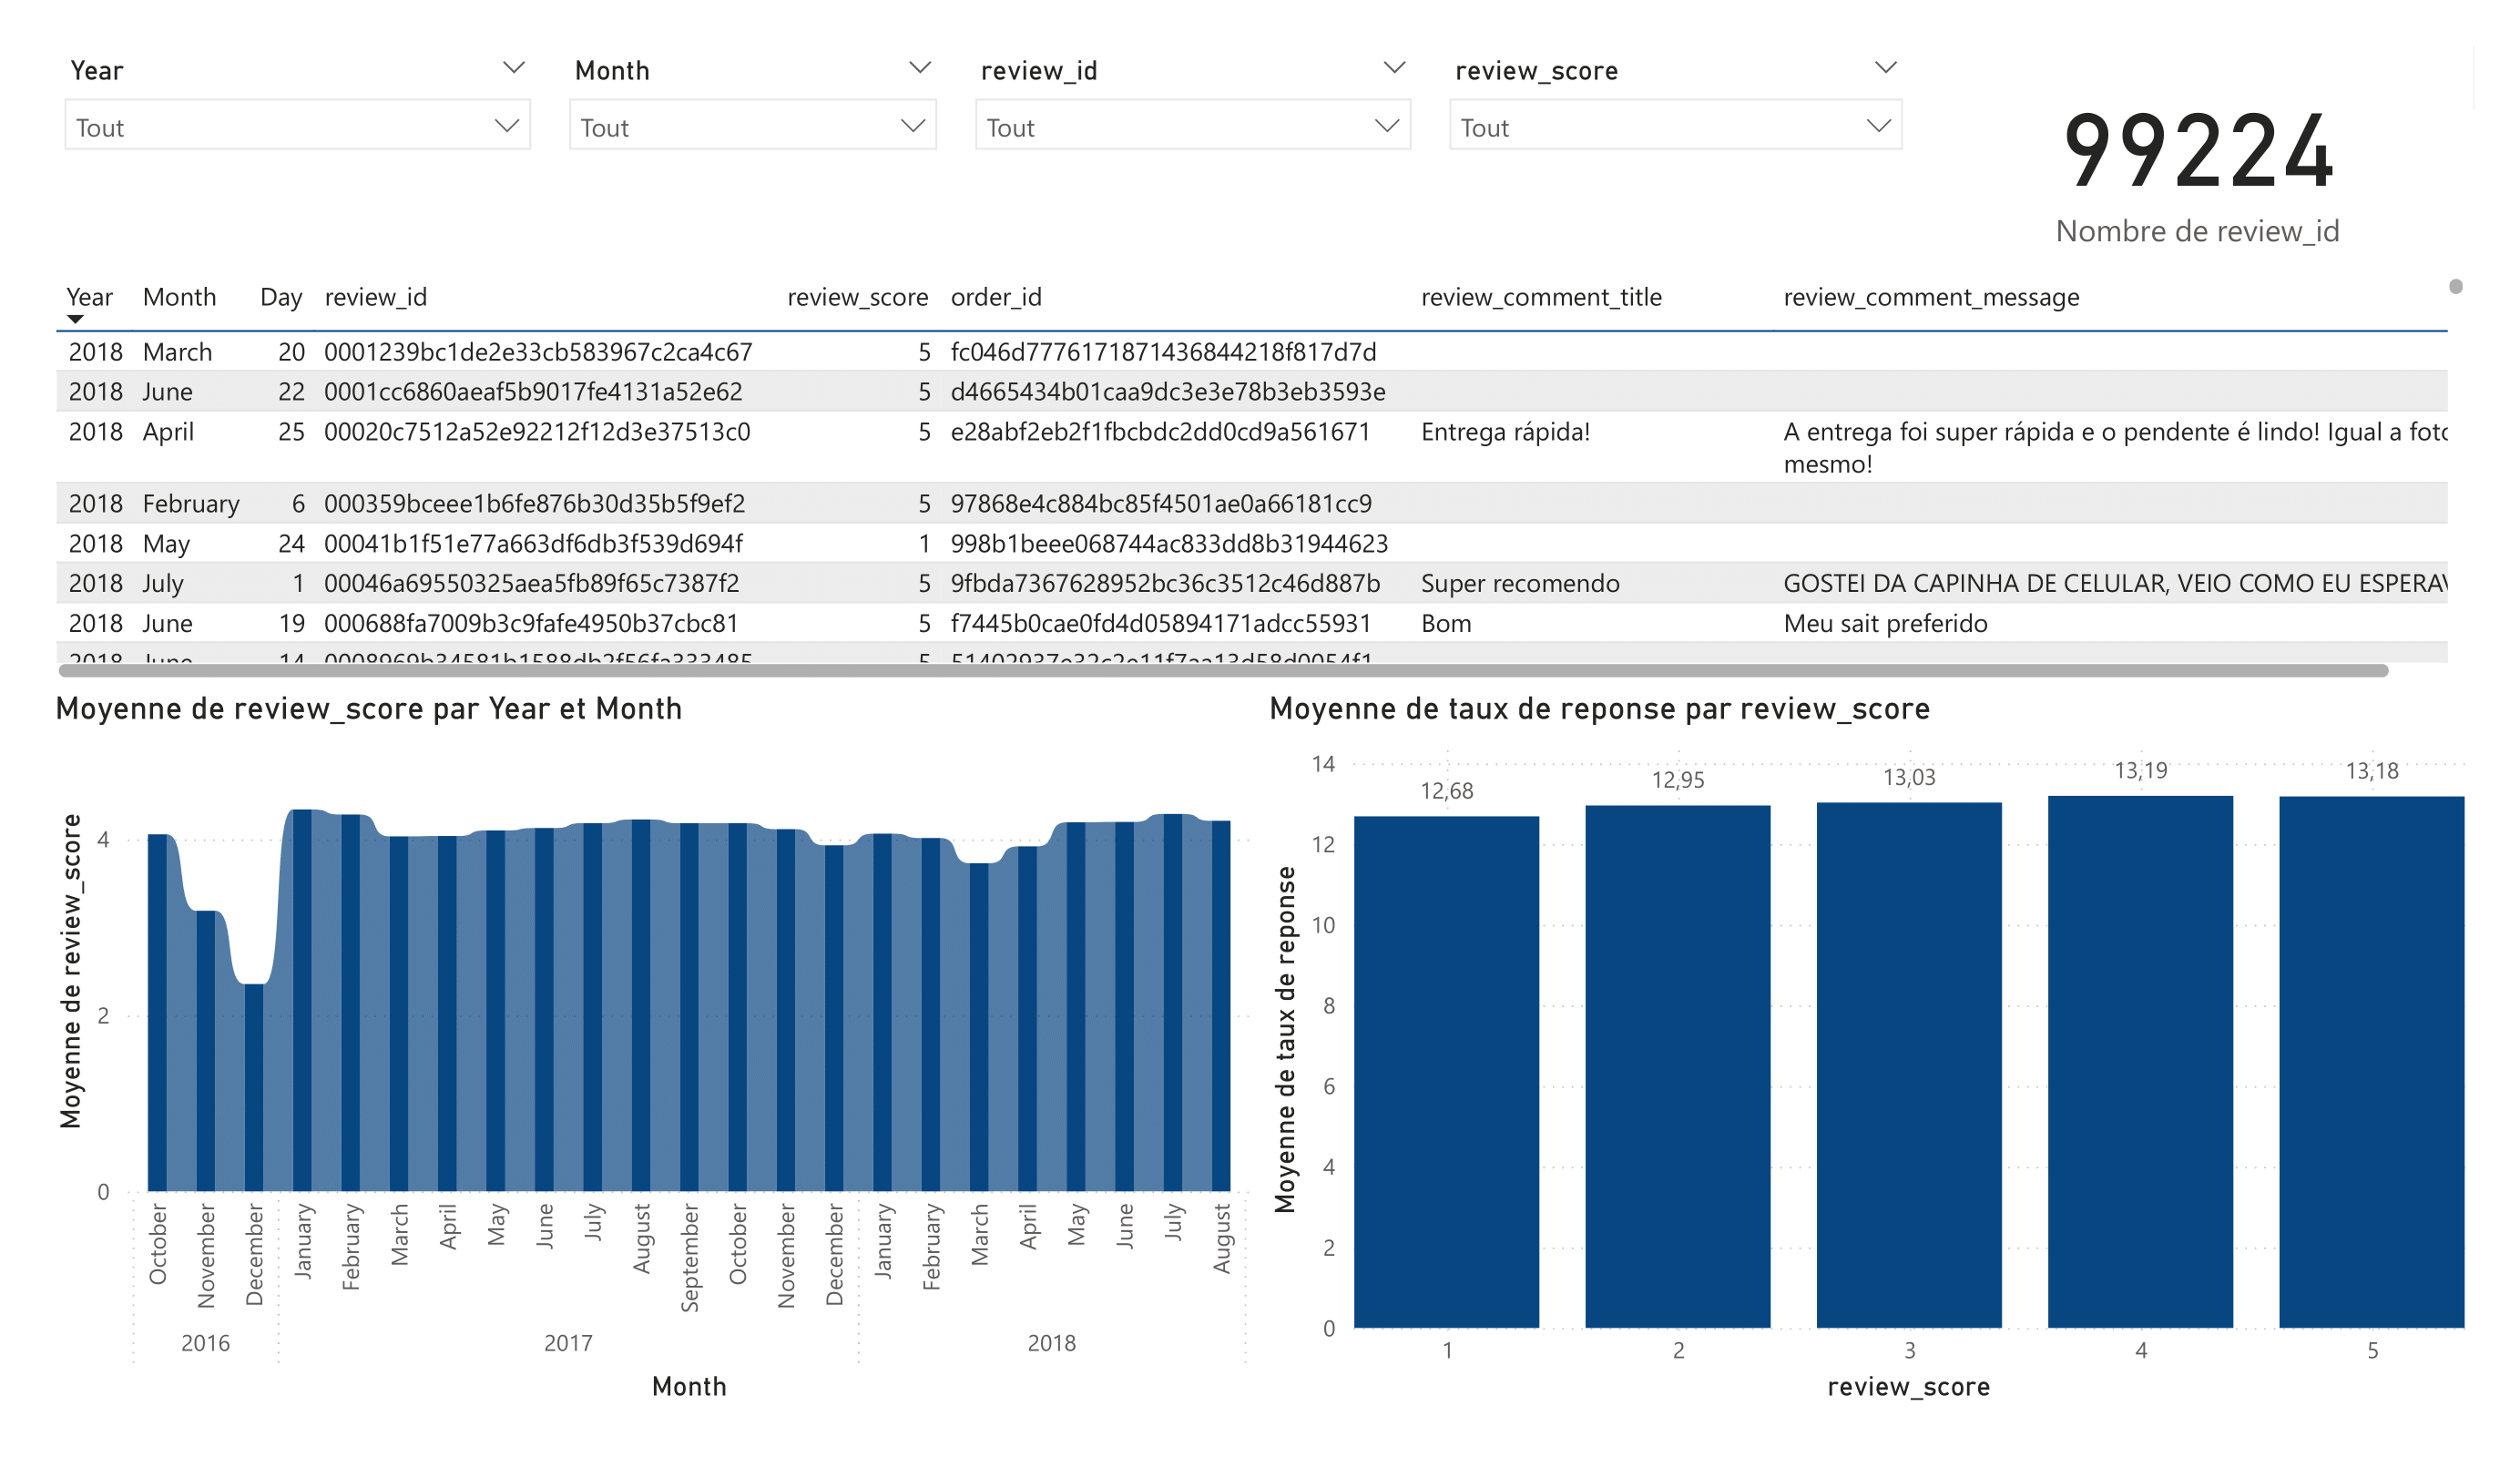 Year Month review_id review_score
Tout Tout Tout Tout
99224
Nombre de review_id
Year Month Day review_id review_score order_id review_comment_title review_comment_message
2018 March 20 0001239bc1de2e33cb583967c2ca4c67 5 fc046d7776171871436844218f817d7d
2018 June 22 0001cc6860aeaf5b9017fe4131a52e62 5 d4665434b01caa9dc3e3e78b3eb3593e
2018 April 25 00020c7512a52e92212f12d3e37513c0 5 e28abf2eb2f1fbcbdc2dd0cd9a561671 Entrega rápida! A entrega foi super rápida e o pendente é lindo! Igual a foto
mesmo!
2018 February 6 000359bceee1b6fe876b30d35b5f9ef2 5 97868e4c884bc85f4501ae0a66181cc9
2018 May 24 00041b1f51e77a663df6db3f539d694f 1 998b1beee068744ac833dd8b31944623
2018 July 1 00046a69550325aea5fb89f65c7387f2 5 9fbda7367628952bc36c3512c46d887b Super recomendo GOSTEI DA CAPINHA DE CELULAR, VEIO COMO EU
2018 June 19 000688fa7009b3c9fafe4950b37cbc81 5 f7445b0cae0fd4d05894171adcc55931 Bom Meu sait preferido
2018 June 14 5
Moyenne de review_score par Year et Month
Moyenne de review_score
4
2
0
October November December January February March April May June July August September October November December January February March April May June July August
2016 2017 2018
Month
Moyenne de taux de reponse par review_score
Moyenne de taux de reponse
14
12
10
8
6
4
2
0
12,68 12,95 13,03 13,19 13,18
1 2 3 4 5
review_score